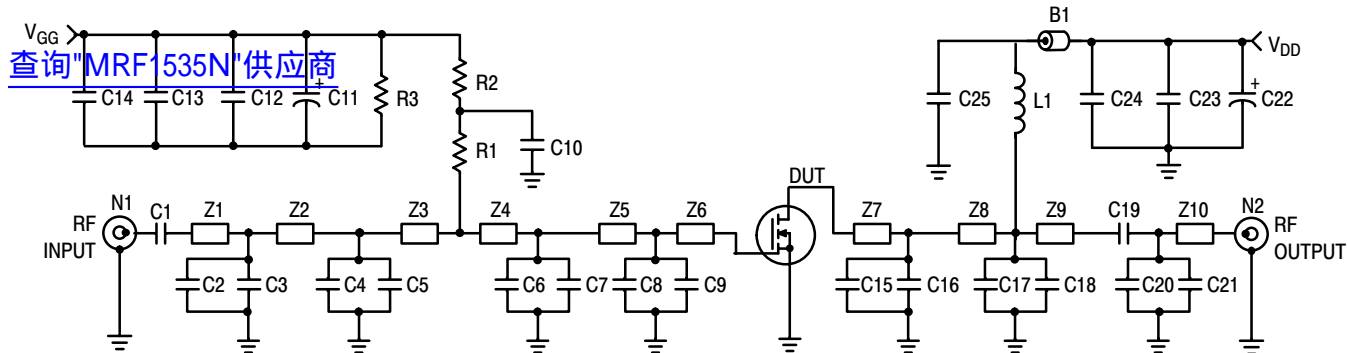 B1
V_GG
V_DD
查询"MRF1535N"供应商
R2
C14 C13 C12 + C11 R3
C25 L1 C24 C23 + C22
R1 C10
DUT
N1 C1 Z1 Z2 Z3 Z4 Z5 Z6 Z7 Z8 Z9 C19 Z10 N2
RF
INPUT
RF
OUTPUT
C2 C3 C4 C5 C6 C7 C8 C9 C15 C16 C17 C18 C20 C21